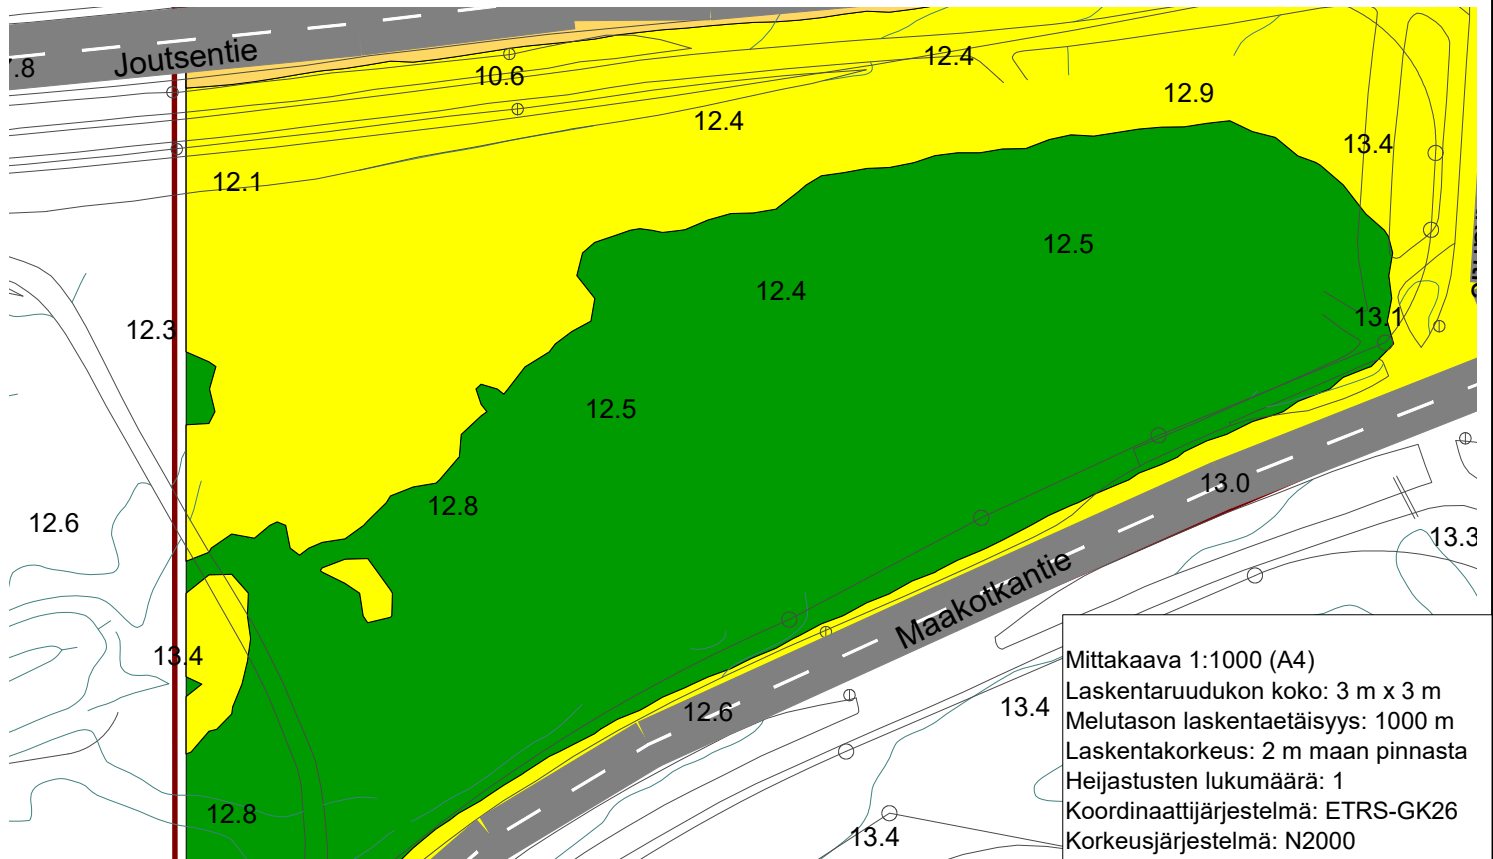 Joutsentie
.8
10.6
12.4
12.9
12.4
13.4
12.1
12.5
12.4
13.1
12.3
12.5
12.8
13.0
12.6
13.3
Maakotkantie
13.4
12.6
13.4
12.8
13.4
Mittakaava 1:1000 (A4)
Laskentaruudukon koko: 3 m x 3 m
Melutason laskentaetäisyys: 1000 m
Laskentakorkeus: 2 m maan pinnasta
Heijastusten lukumäärä: 1
Koordinaattijärjestelmä: ETRS-GK26
Korkeusjärjestelmä: N2000